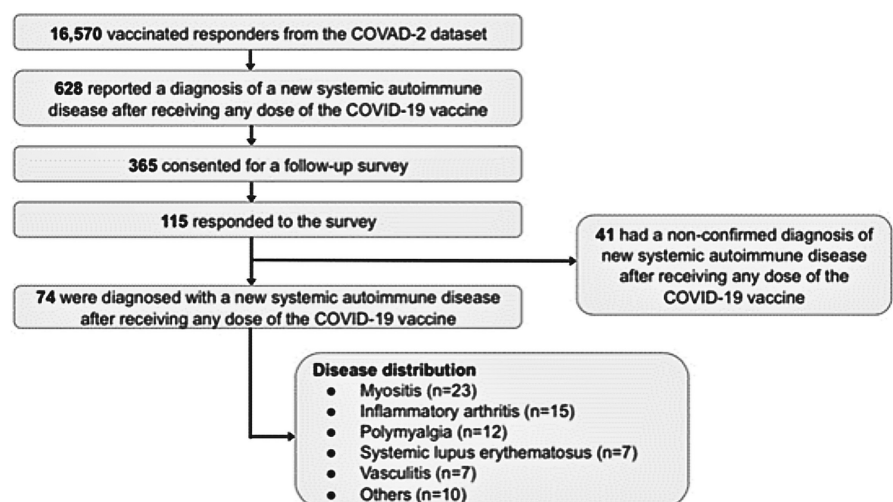 16,570 vaccinated responders from the COVAD-2 dataset
628 reported a diagnosis of a new systemic autoimmune
disease after receiving any dose of the COVID-19 vaccine
365 consented for a follow-up survey
115 responded to the survey
41 had a non-confirmed diagnosis of
new systemic autoimmune disease
after receiving any dose of the
COVID-19 vaccine
74 were diagnosed with a new systemic autoimmune disease
after receiving any dose of the COVID-19 vaccine
Disease distribution
● Myositis (n=23)
● Inflammatory arthritis (n=15)
● Polymyalgia (n=12)
● Systemic lupus erythematosus (n=7)
● Vasculitis (n=7)
● Others (n=10)